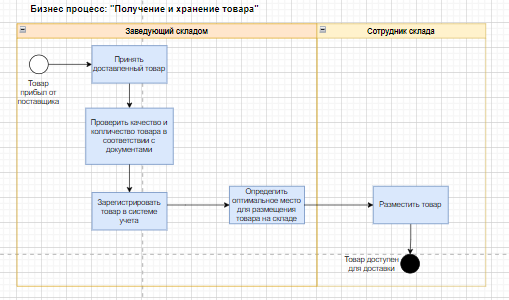 Бизнес процесс: "Получение и хранение товара"
Заведующий складом
Сотрудник склада
Товар
прибыл от
поставщика
Принять
доставленный товар
Проверить качество и
колличество товара в
соответствии с
документами
Зарегистрировать
товар в системе
учета
Определить
оптимальное место
для размещения
товара на складе
Разместить товар
Товар доступен
для доставки